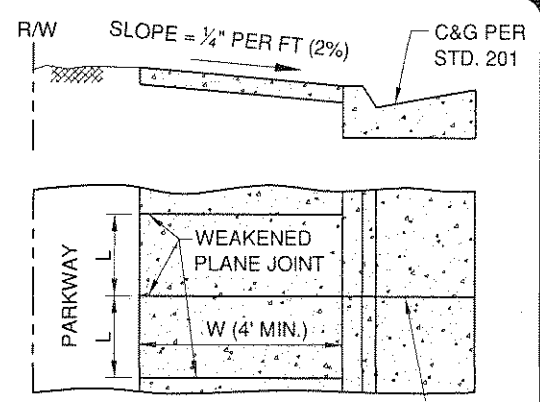 R/W
SLOPE = ¼" PER FT (2%)
C&G PER
STD. 201
PARKWAY
L
L
WEAKENED
PLANE JOINT
W (4' MIN.)